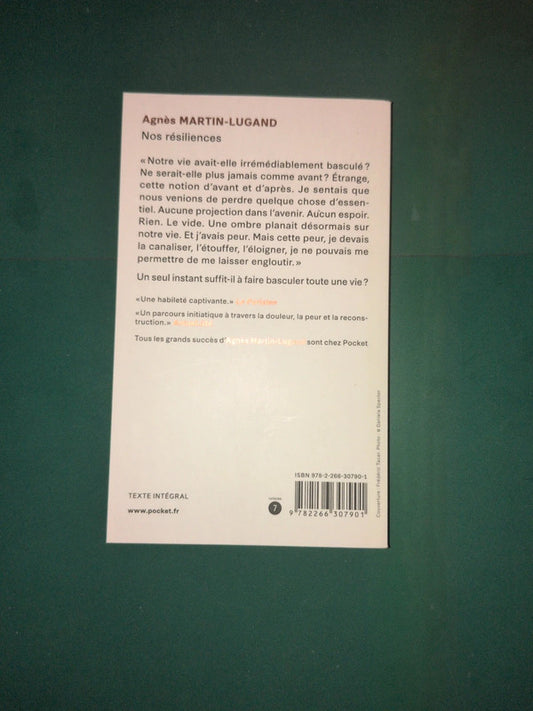 Agnès MARTIN-LUGAND
Nos résiliences
« Notre vie avait-elle irrémédiablement basculé ?
Ne serait-elle plus jamais comme avant ? Étrange,
cette notion d'avant et d'après. Je sentais que
nous venions de perdre quelque chose d'essen-
tiel. Aucune projection dans l'avenir. Aucun espoir.
Rien. Le vide. Une ombre planait désormais sur
notre vie. Et j'avais peur. Mais cette peur, je devais
la canaliser, l'étouffer, l'éloigner, je ne pouvais me
permettre de me laisser engloutir. »
Un seul instant suffit-il à faire basculer toute une vie ?
« Une habileté captivante. »
« Un parcours initiatique à travers la douleur, la peur et la recons-
truction. »
Tous les grands succès d'Agnès Martin-Lugand sont chez Pocket
ISBN 978-2-266-30790-1
TEXTE INTÉGRAL
www.pocket.fr
7
9 782266 307901
Couverture : Frédéric Tacer. Photo : © Daniela Spector